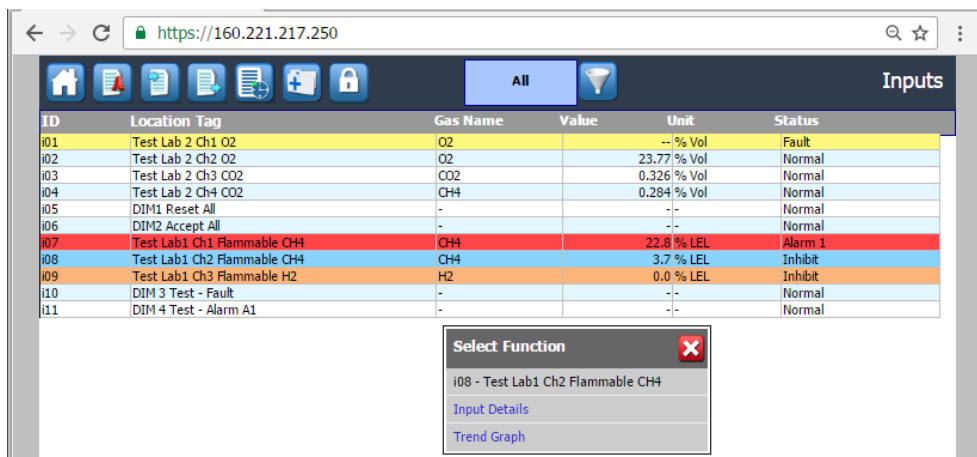 https://160.221.217.250
All
Inputs
ID Location Tag Gas Name Value Unit Status
i01 Test Lab 2 Ch1 O2 O2 -- % Vol Fault
i02 Test Lab 2 Ch2 O2 O2 23.77 % Vol Normal
i03 Test Lab 2 Ch3 CO2 CO2 0.326 % Vol Normal
i04 Test Lab 2 Ch4 CO2 CH4 0.284 % Vol Normal
i05 DIM1 Reset All - - - Normal
i06 DIM2 Accept All - - - Normal
i07 Test Lab1 Ch1 Flammable CH4 CH4 22.8 % LEL Alarm 1
i08 Test Lab1 Ch2 Flammable CH4 CH4 3.7 % LEL Inhibit
i09 Test Lab1 Ch3 Flammable H2 H2 0.0 % LEL Inhibit
i10 DIM 3 Test - Fault - - - Normal
i11 DIM 4 Test - Alarm A1 - - - Normal
Select Function
i08 - Test Lab1 Ch2 Flammable CH4
Input Details
Trend Graph